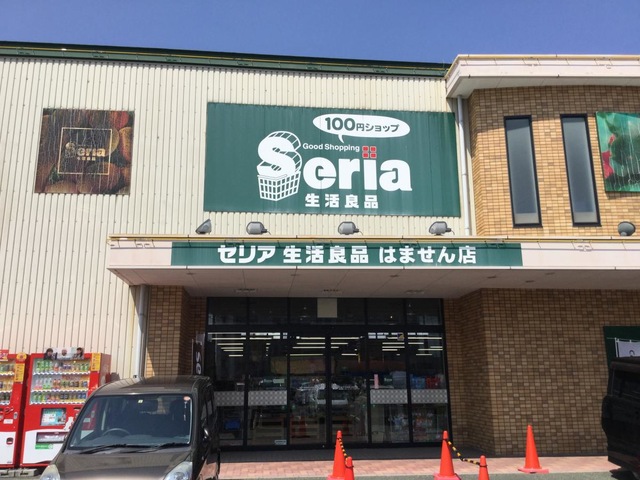 100円ショップ
Good Shopping
Seria
生活良品
Seria
セリア 生活良品 はません店